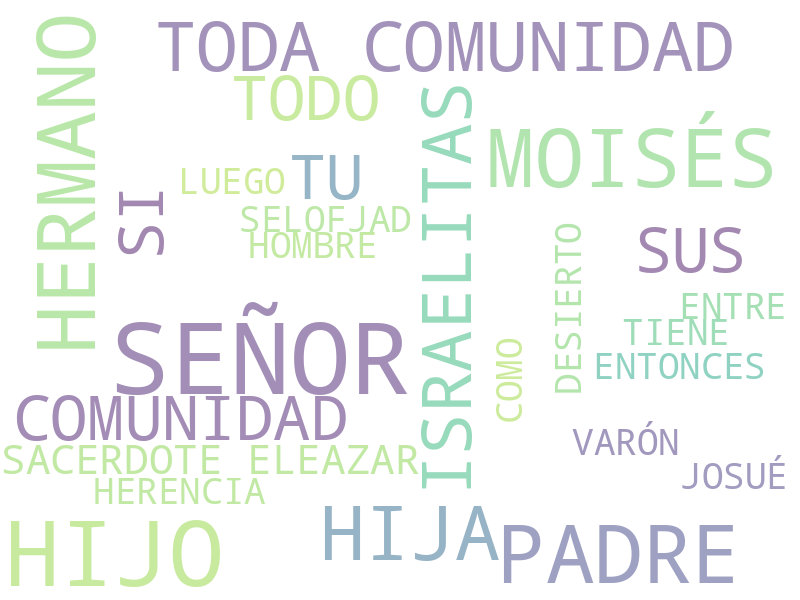 TODA COMUNIDAD
HERMANO
TODO
ISRAELITAS
MOISÉS
TU
LUEGO
SI
SELOFJAD
HOMBRE
SUS
DESIERTO
ENTRE
TIENE
SEÑOR
COMO
ENTONCES
COMUNIDAD
VARÓN
SACERDOTE ELEAZAR
JOSUÉ
HERENCIA
HIJA
HIJO
PADRE